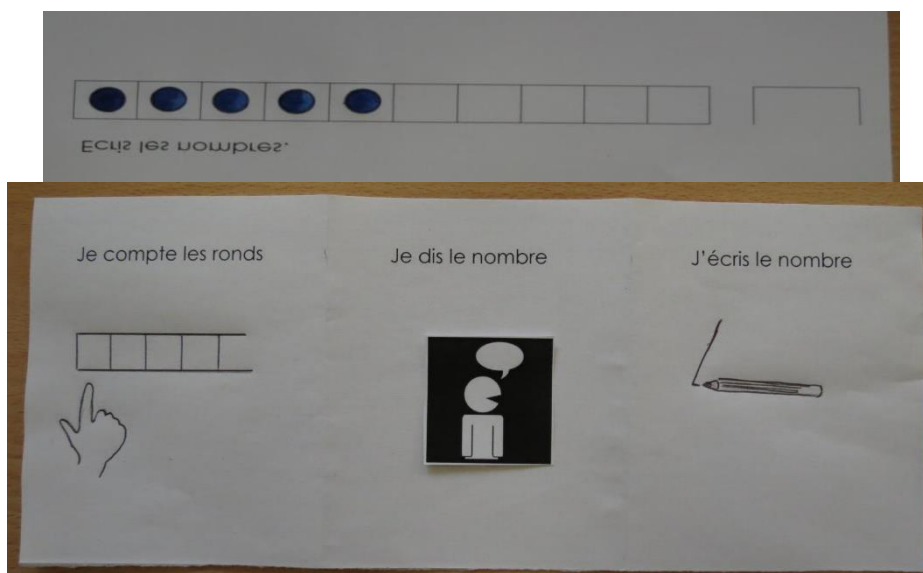 Ecris les nombres.
Je compte les ronds
Je dis le nombre
J'écris le nombre